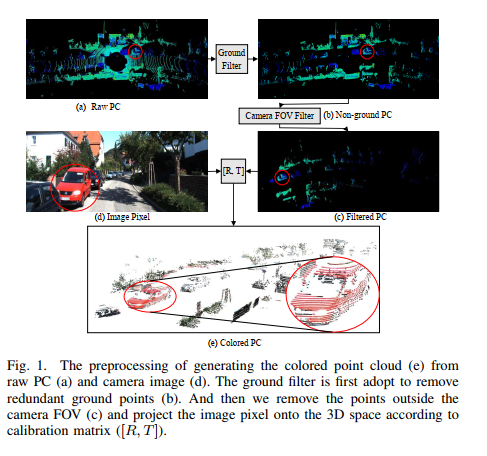 Ground
Filter
(a) Raw PC
Camera FOV Filter
(b) Non-ground PC
[R, T]
(d) Image Pixel
(c) Filtered PC
(e) Colored PC
Fig. 1. The preprocessing of generating the colored point cloud (e) from
raw PC (a) and camera image (d). The ground filter is first adopt to remove
redundant ground points (b). And then we remove the points outside the
camera FOV (c) and project the image pixel onto the 3D space according to
calibration matrix ([R, T]).